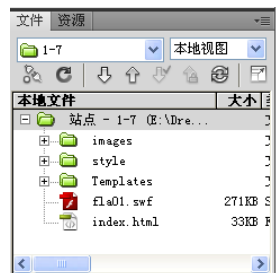 文件 资源
1-7 本地视图
本地文件 大小
站点 - 1-7 (E:\Dre...
images
style
Templates
fla01.swf 271KB S
index.html 33KB